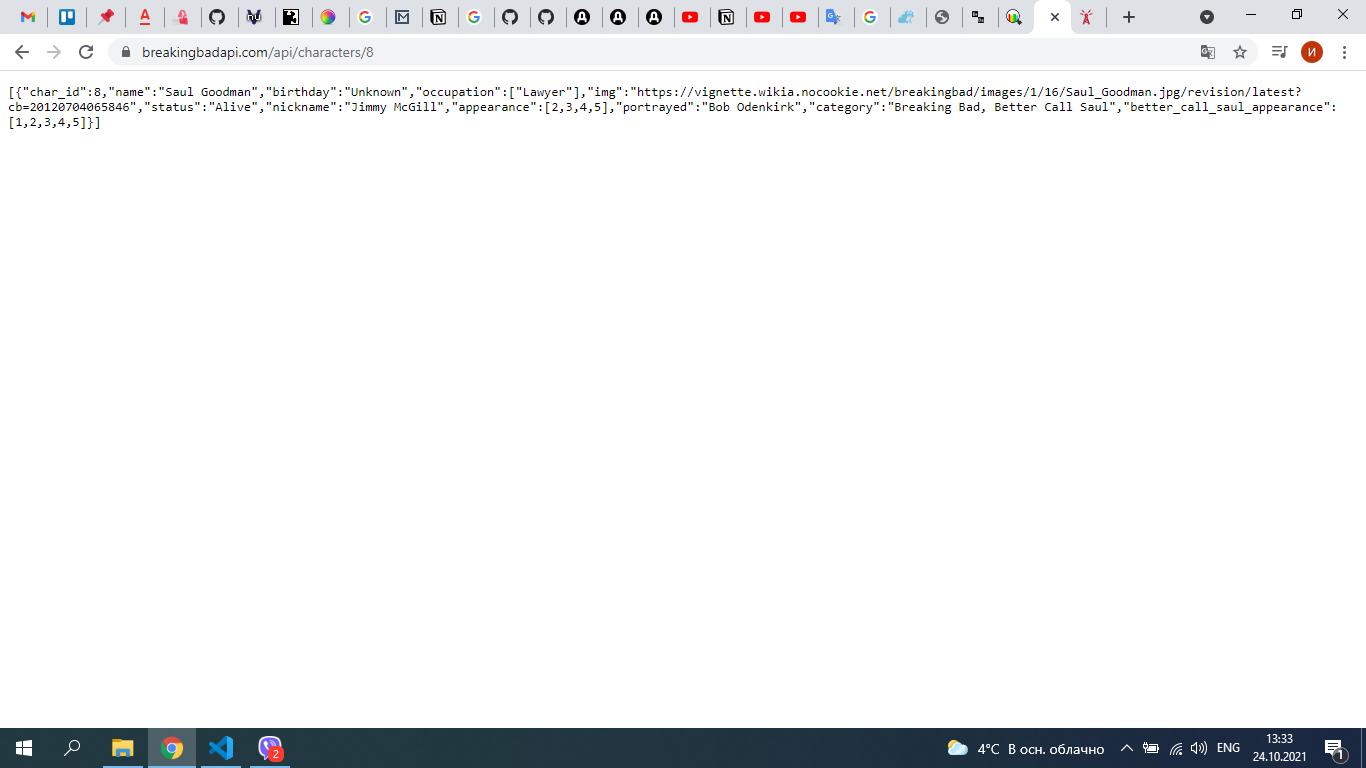 breakingbadapi.com/api/characters/8
И
[{"char_id":8,"name":"Saul Goodman","birthday":"Unknown","occupation":["Lawyer"],"img":"https://vignette.wikia.nocookie.net/breakingbad/images/1/16/Saul_Goodman.jpg/revision/latest?
cb=20120704065846","status":"Alive","nickname":"Jimmy McGill","appearance":[2,3,4,5],"portrayed":"Bob Odenkirk","category":"Breaking Bad, Better Call Saul","better_call_saul_appearance":
[1,2,3,4,5]}]
2
4°C В осн. облачно
ENG
13:33
24.10.2021
1